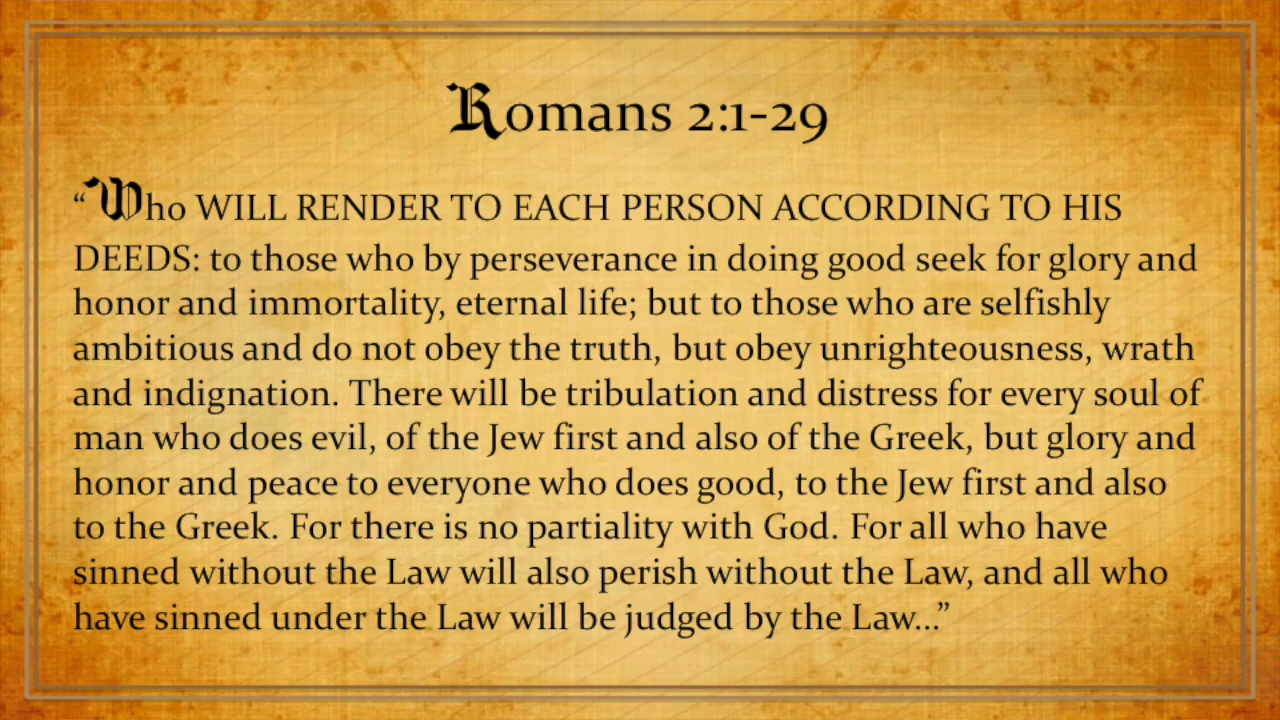 Romans 2:1-29
“Who WILL RENDER TO EACH PERSON ACCORDING TO HIS
DEEDS: to those who by perseverance in doing good seek for glory and
honor and immortality, eternal life; but to those who are selfishly
ambitious and do not obey the truth, but obey unrighteousness, wrath
and indignation. There will be tribulation and distress for every soul of
man who does evil, of the Jew first and also of the Greek, but glory and
honor and peace to everyone who does good, to the Jew first and also
to the Greek. For there is no partiality with God. For all who have
sinned without the Law will also perish without the Law, and all who
have sinned under the Law will be judged by the Law...”